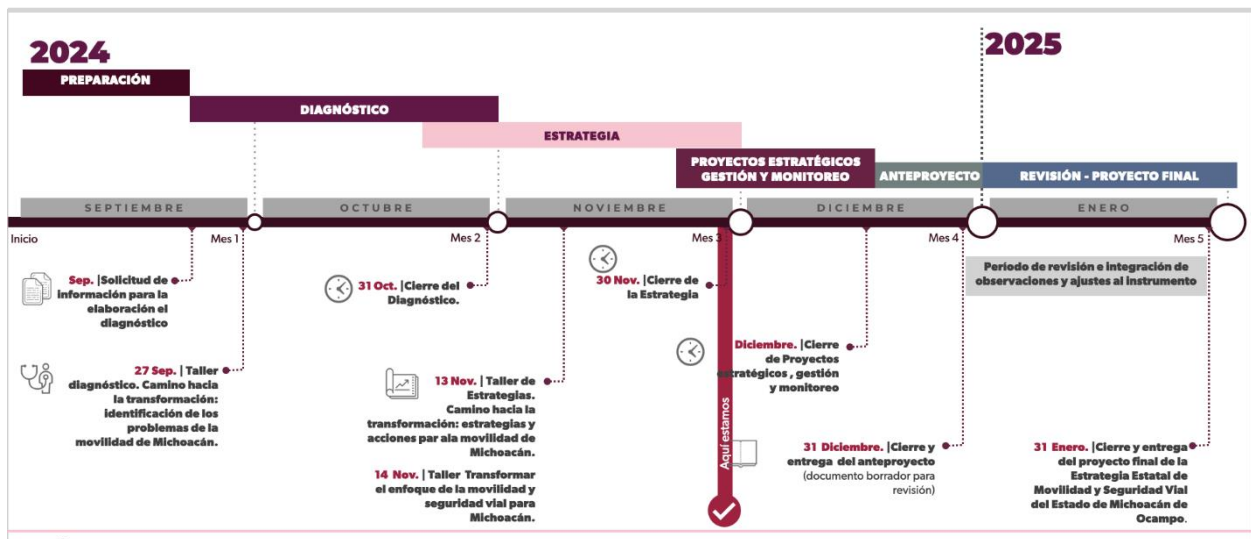 2024
2025
PREPARACIÓN
DIAGNÓSTICO
ESTRATEGIA
PROYECTOS ESTRATÉGICOS
GESTIÓN Y MONITOREO
ANTEPROYECTO
REVISIÓN - PROYECTO FINAL
SEPTIEMBRE
OCTUBRE
NOVIEMBRE
DICIEMBRE
ENERO
Inicio
Mes 1
Mes 2
Mes 3
Mes 4
Mes 5
Sep. |Solicitud de
información para la
elaboración el
diagnóstico
27 Sep. | Taller
diagnóstico. Camino hacia
la transformación:
identificación de los
problemas de la
movilidad de Michoacán.
31 Oct. |Cierre del
Diagnóstico.
13 Nov. | Taller de
Estrategias.
Camino hacia la
transformación: estrategias y
acciones par ala movilidad de
Michoacán.
14 Nov. | Taller Transformar
el enfoque de la movilidad y
seguridad vial para
Michoacán.
30 Nov. |Cierre de
la Estrategia
Aquí estamos
Diciembre. |Cierre
de Proyectos
estratégicos , gestión
y monitoreo
31 Diciembre. |Cierre y
entrega del anteproyecto
(documento borrador para
revisión)
Período de revisión e integración de
observaciones y ajustes al instrumento
31 Enero. |Cierre y entrega
del proyecto final de la
Estrategia Estatal de
Movilidad y Seguridad Vial
del Estado de Michoacán de
Ocampo.